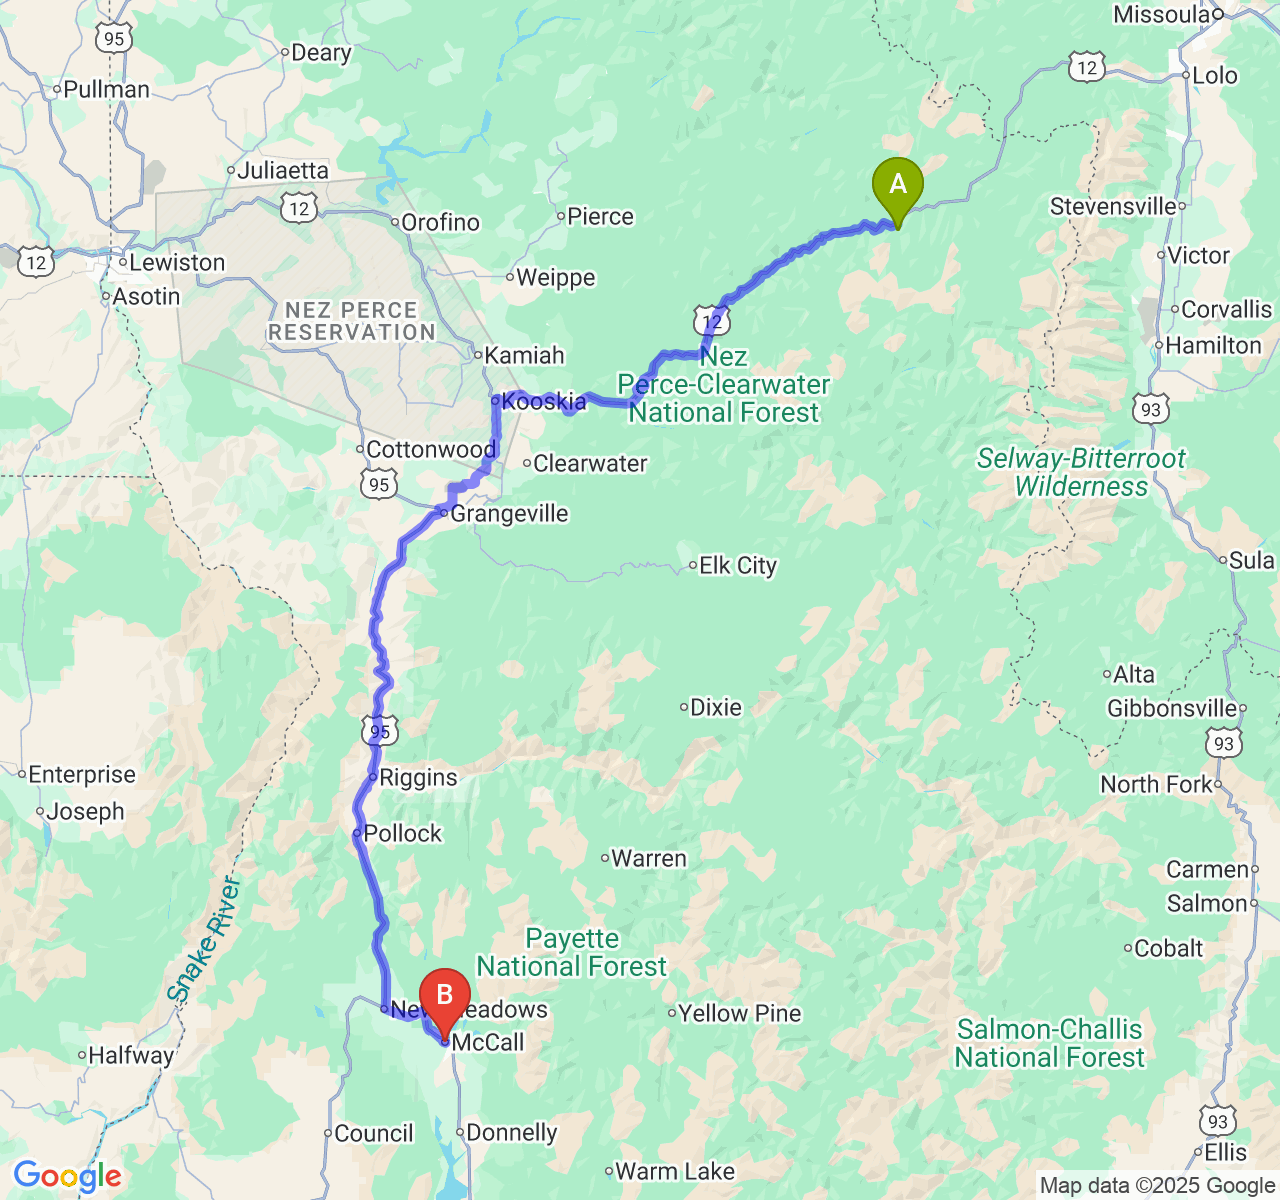 Missoula
95
Deary
12
Lolo
Pullman
Juliaetta
A
12
Orofino
Pierce
Stevensville
12
Lewiston
Weippe
Victor
Asotin
NEZ PERCE
RESERVATION
12
Corvallis
Kamiah
Nez
Perce-Clearwater
National Forest
Hamilton
Kooskia
93
Cottonwood
Clearwater
Selway-Bitterroot
Wilderness
95
Grangeville
Elk City
Sula
Alta
Dixie
Gibbonsville
95
93
Enterprise
Riggins
North Fork
Joseph
Pollock
Warren
Carmen
Salmon
Snake River
Payette
National Forest
Cobalt
B
New Meadows
Yellow Pine
McCall
Salmon-Challis
National Forest
Halfway
Council
Donnelly
93
Ellis
Google
Warm Lake
Map data ©2025 Google